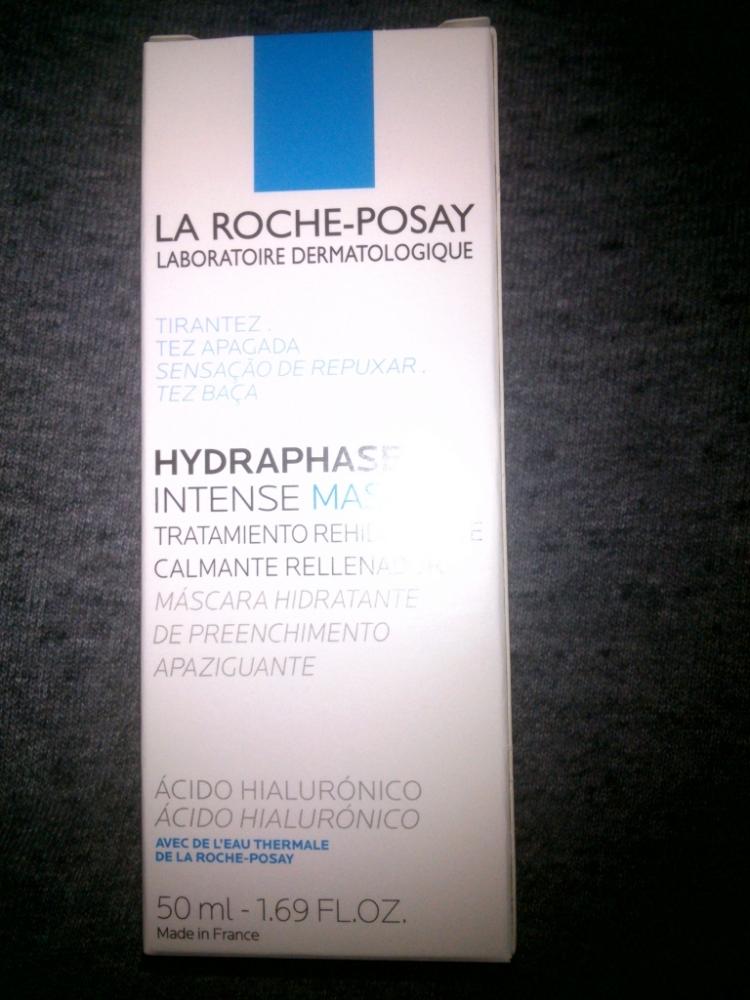 LA ROCHE-POSAY
LABORATOIRE DERMATOLOGIQUE
TIRANTEZ.
TEZ APAGADA
SENSAÇÃO DE REPUXAR.
TEZ BAÇA
HYDRAPHASE
INTENSE
TRATAMIENTO
CALMANTE
MÁSCARA HIDRATANTE
DE PREENCHIMENTO
APAZIGUANTE
ÁCIDO HIALURÓNICO
ÁCIDO HIALURÓNICO
AVEC DE L'EAU THERMALE
DE LA ROCHE-POSAY
50 ml - 1.69 FL.OZ.
Made in France